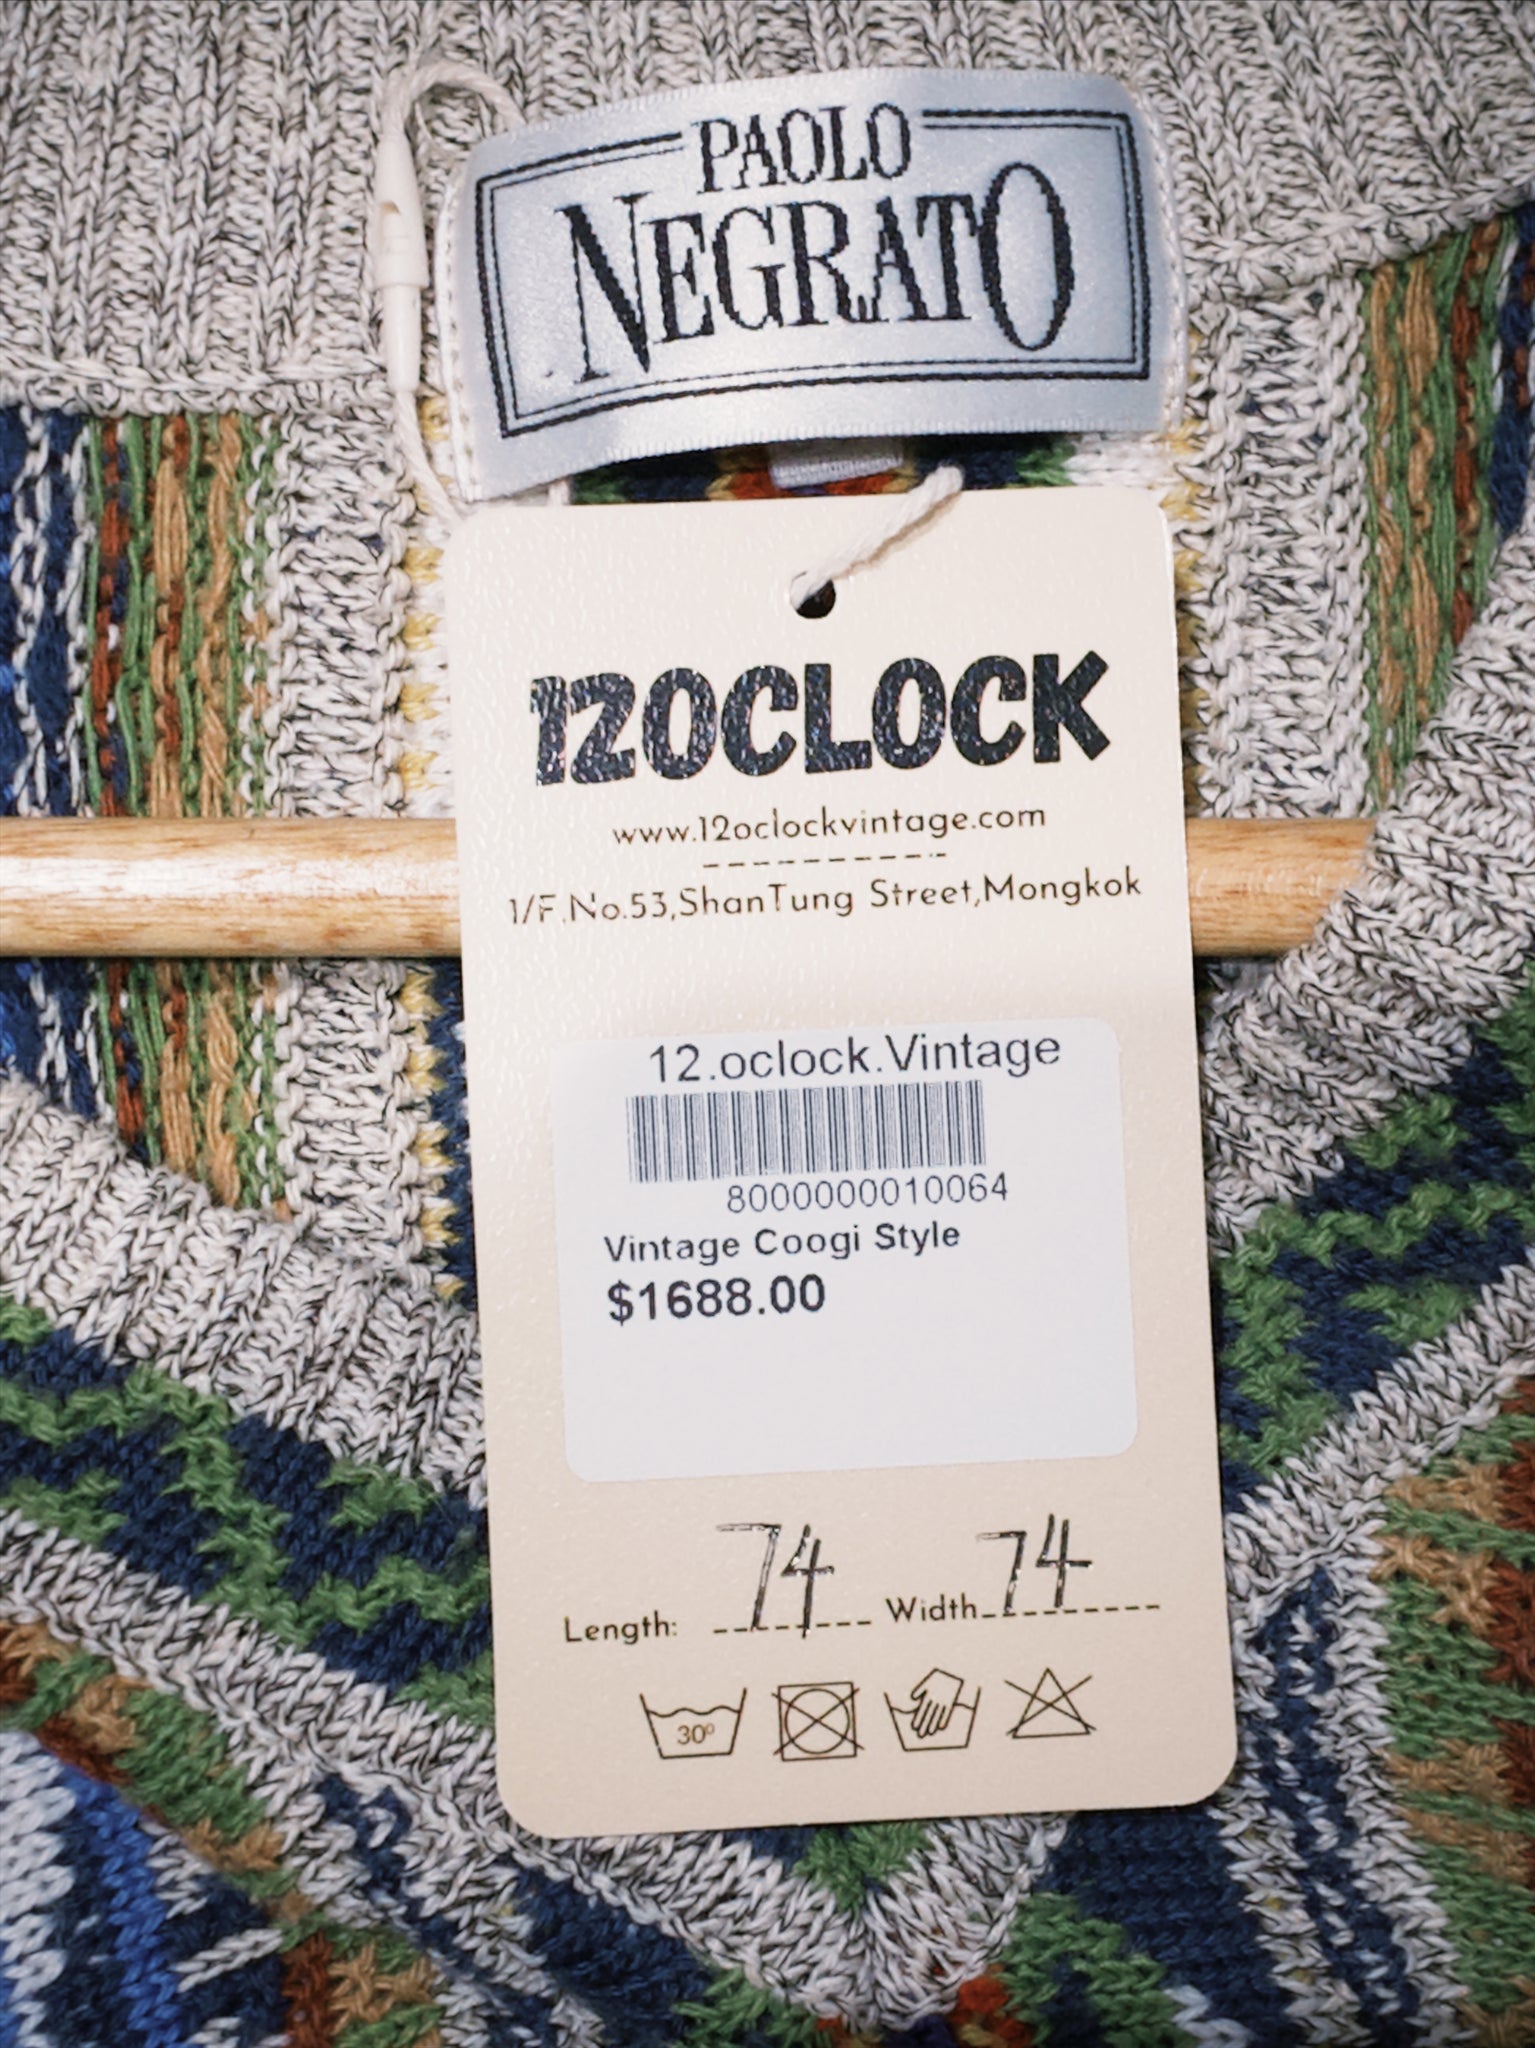 PAOLO
NEGRATO
12OCLOCK
www.12oclockvintage.com
1/F.No.53,ShanTung Street,Mongkok
12.oclock.Vintage
8000000010064
Vintage Coogi Style
$1688.00
Length: 74 Width 74
30°